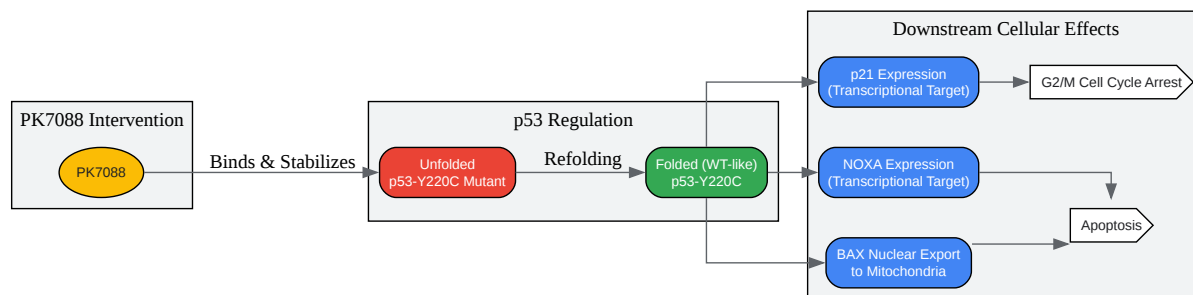 Downstream Cellular Effects
p21 Expression
(Transcriptional Target)
G2/M Cell Cycle Arrest
PK7088 Intervention
p53 Regulation
PK7088
Binds & Stabilizes
Unfolded
p53-Y220C Mutant
Refolding
Folded (WT-like)
p53-Y220C
NOXA Expression
(Transcriptional Target)
Apoptosis
BAX Nuclear Export
to Mitochondria